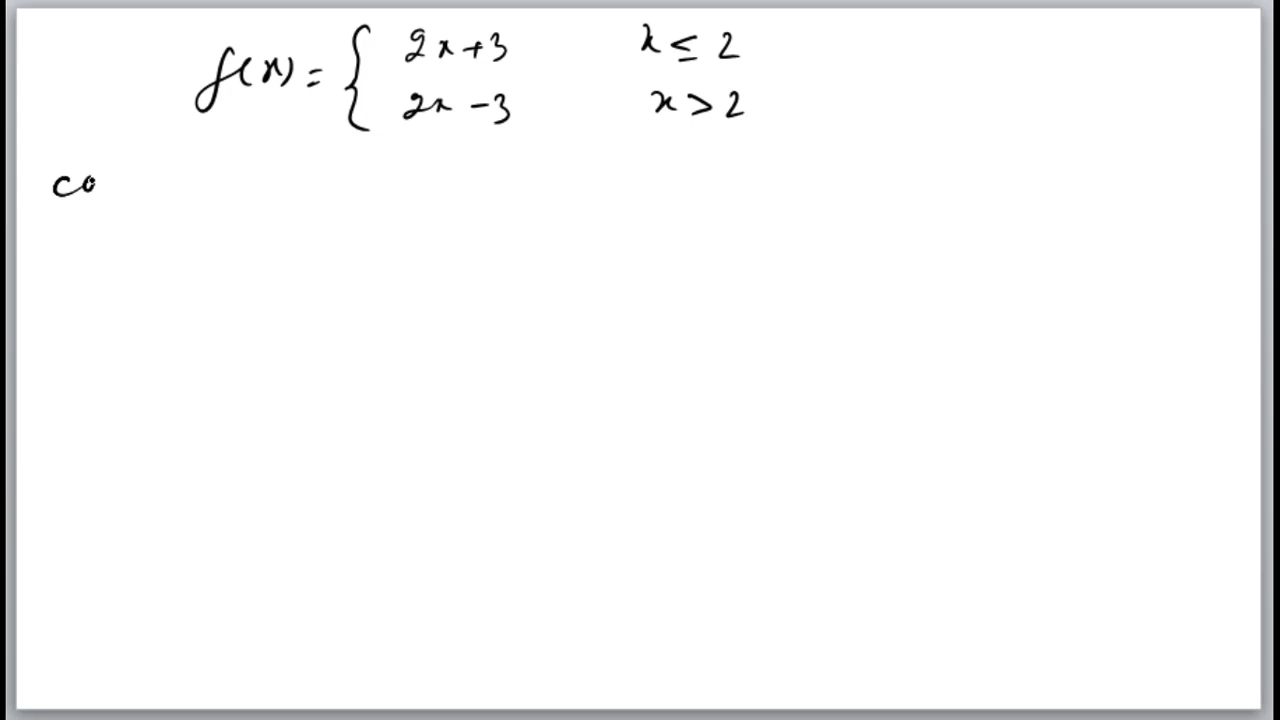 f(x) = { 2x+3 x ≤ 2
2x -3 x > 2
co